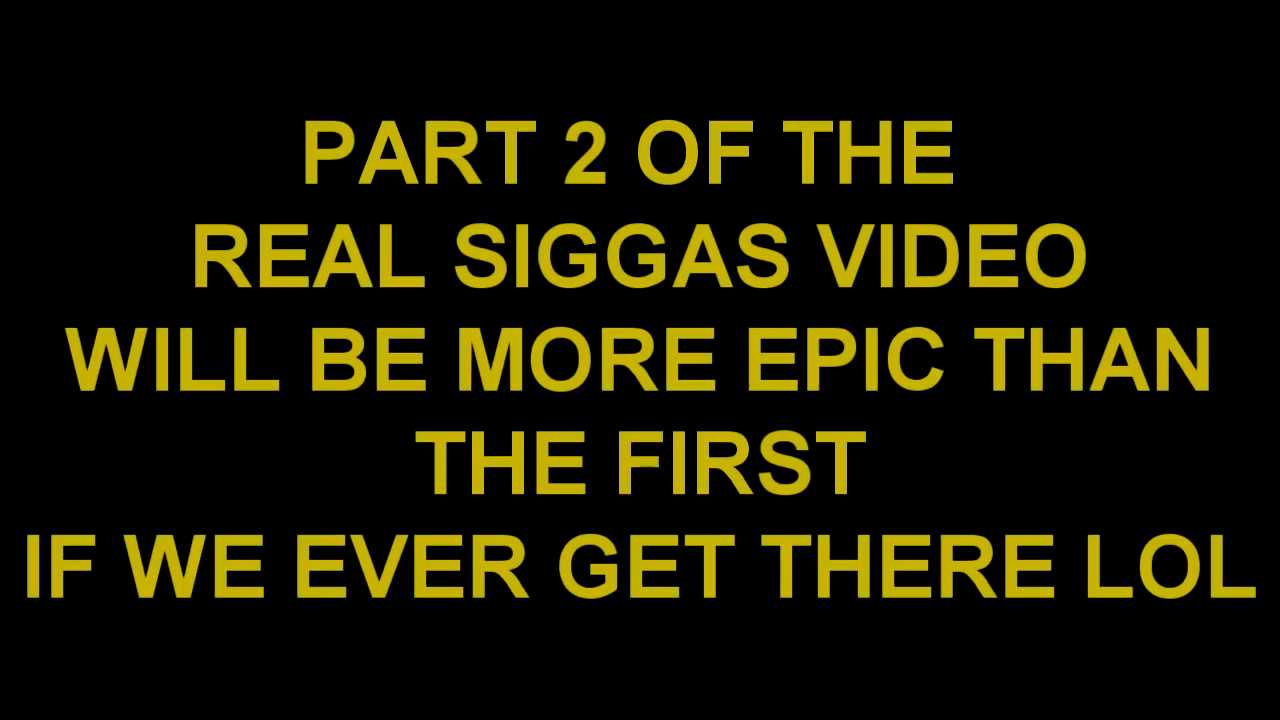 PART 2 OF THE
REAL SIGGAS VIDEO
WILL BE MORE EPIC THAN
THE FIRST
IF WE EVER GET THERE LOL